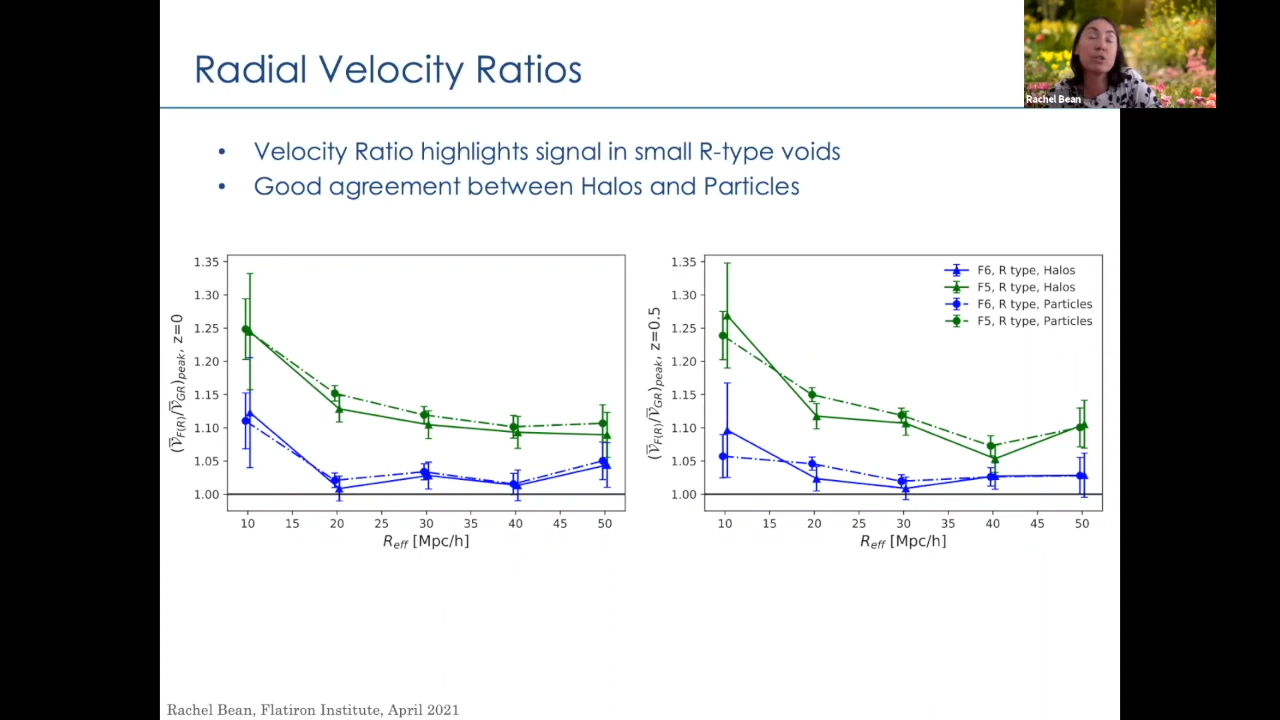 Radial Velocity Ratios
Rachel Bean
• Velocity Ratio highlights signal in small R-type voids
• Good agreement between Halos and Particles
(V̅F(R)/V̅GR)peak, z=0
1.35
1.30
1.25
1.20
1.15
1.10
1.05
1.00
10 15 20 25 30 35 40 45 50
Reff [Mpc/h]
(V̅F(R)/V̅GR)peak, z=0.5
1.35
1.30
1.25
1.20
1.15
1.10
1.05
1.00
F6, R type, Halos
F5, R type, Halos
F6, R type, Particles
F5, R type, Particles
10 15 20 25 30 35 40 45 50
Reff [Mpc/h]
Rachel Bean, Flatiron Institute, April 2021